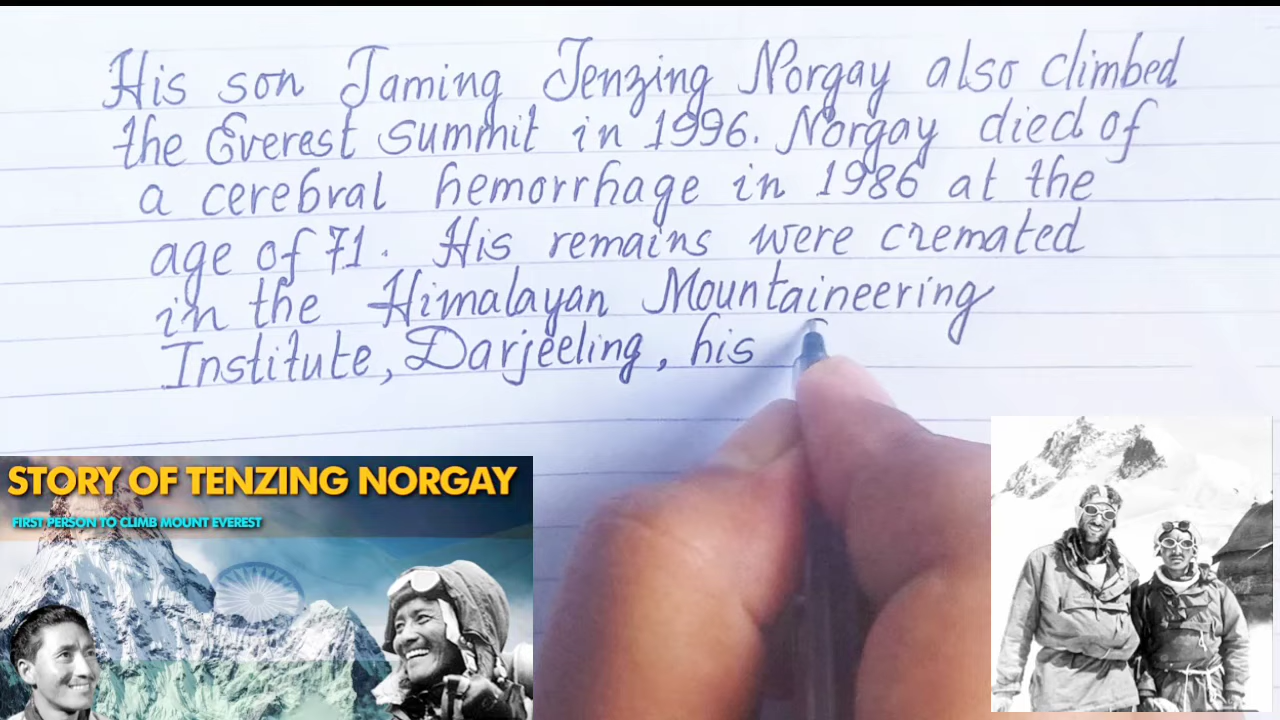 His son Jaming Tenzing Norgay also climbed
the Everest summit in 1996. Norgay died of
a cerebral hemorrhage in 1986 at the
age of 71. His remains were cremated
in the Himalayan Mountaineering
Institute, Darjeeling, his
STORY OF TENZING NORGAY
FIRST PERSON TO CLIMB MOUNT EVEREST